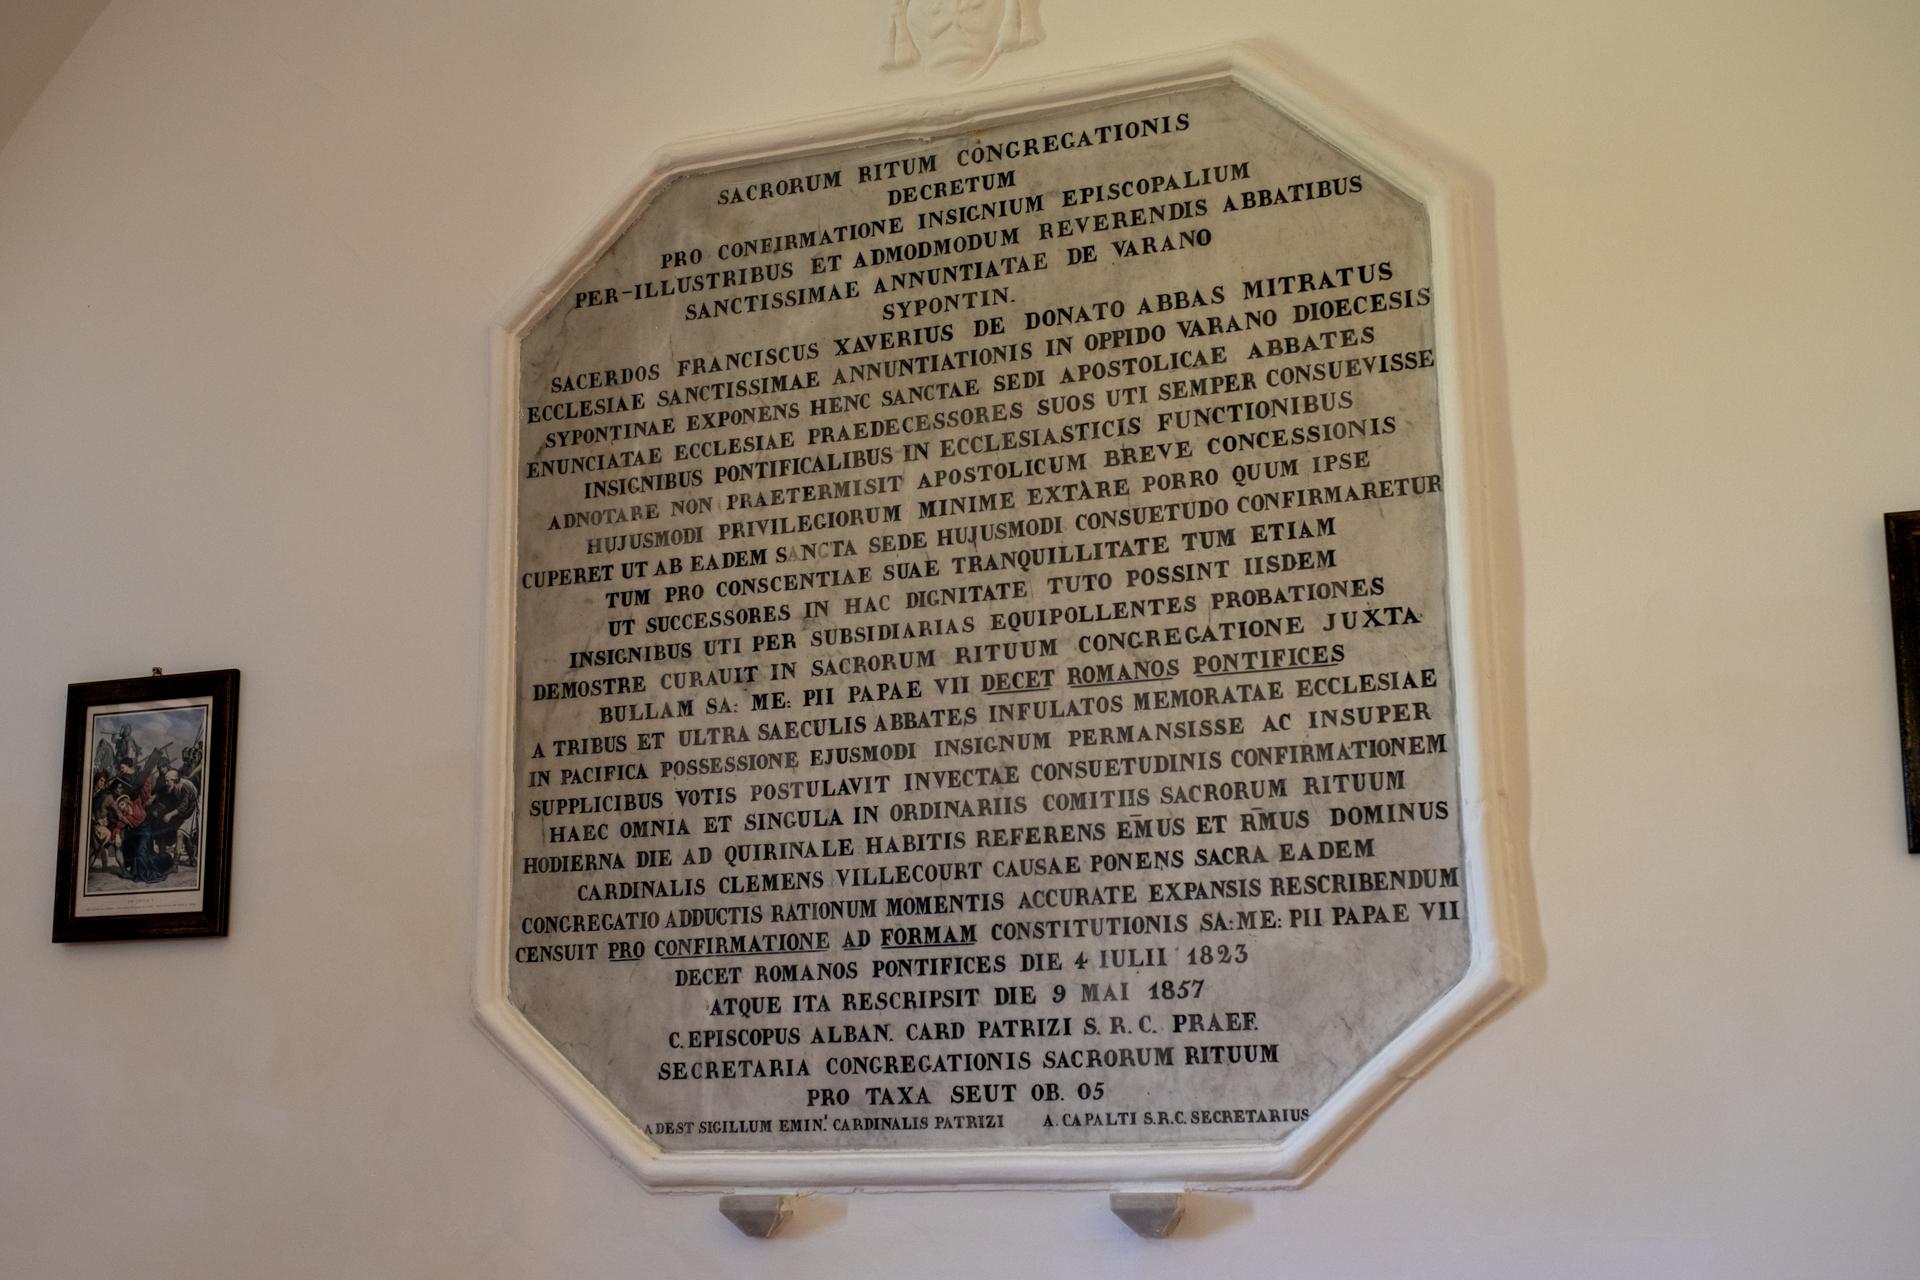 SACRORUM RITUM CONGREGATIONIS
DECRETUM
PRO CONFIRMATIONE INSIGNIUM EPISCOPALIUM
PER-ILLUSTRIBUS ET ADMODMODUM REVERENDIS ABBATIBUS
SANCTISSIMAE ANNUNTIATAE DE VARANO
SYPONTIN.
SACERDOS FRANCISCUS XAVERIUS DE DONATO ABBAS MITRATUS
ECCLESIAE SANCTISSIMAE ANNUNTIATIONIS IN OPPIDO VARANO DIOECESIS
SYPONTINAE EXPONENS HENC SANCTAE SEDI APOSTOLICAE ABBATES
ENUNCIATAE ECCLESIAE PRAEDECESSORES SUOS UTI SEMPER CONSUEVISSE
INSIGNIBUS PONTIFICALIBUS IN ECCLESIASTICIS FUNCTIONIBUS
ADNOTARE NON PRAETERMISIT APOSTOLICUM BREVE CONCESSIONIS
HUJUSMODI PRIVILEGIORUM MINIME EXTARE PORRO QUUM IPSE
CUPERET UT AB EADEM SANCTA SEDE HUJUSMODI CONSUETUDO CONFIRMARETUR
TUM PRO CONSCENTIAE SUAE TRANQUILLITATE TUM ETIAM
UT SUCCESSORES IN HAC DIGNITATE TUTO POSSINT IISDEM
INSIGNIBUS UTI PER SUBSIDIARIAS EQUIPOLLENTES PROBATIONES
DEMOSTRE CURAUIT IN SACRORUM RITUUM CONGREGATIONE JUXTA
BULLAM SA: ME: PII PAPAE VII DECET ROMANOS PONTIFICES
A TRIBUS ET ULTRA SAECULIS ABBATES INFULATOS MEMORATAE ECCLESIAE
IN PACIFICA POSSESSIONE EJUSMODI INSIGNUM PERMANSISSE AC INSUPER
SUPPLICIBUS VOTIS POSTULAVIT INVECTAE CONSUETUDINIS CONFIRMATIONEM
HAEC OMNIA ET SINGULA IN ORDINARIIS COMITIIS SACRORUM RITUUM
HODIERNA DIE AD QUIRINALE HABITIS REFERENS EM̅US ET RM̅US DOMINUS
CARDINALIS CLEMENS VILLECOURT CAUSAE PONENS SACRA EADEM
CONGREGATIO ADDUCTIS RATIONUM MOMENTIS ACCURATE EXPANSIS RESCRIBENDUM
CENSUIT PRO CONFIRMATIONE AD FORMAM CONSTITUTIONIS SA: ME: PII PAPAE VII
DECET ROMANOS PONTIFICES DIE 4 IULII 1823
ATQUE ITA RESCRIPSIT DIE 9 MAI 1857
C. EPISCOPUS ALBAN. CARD PATRIZI S. R. C. PRAEF.
SECRETARIA CONGREGATIONIS SACRORUM RITUUM
PRO TAXA SEUT OB. 05
ADEST SIGILLUM EMIN.' CARDINALIS PATRIZI A. CAPALTI S.R.C. SECRETARIUS